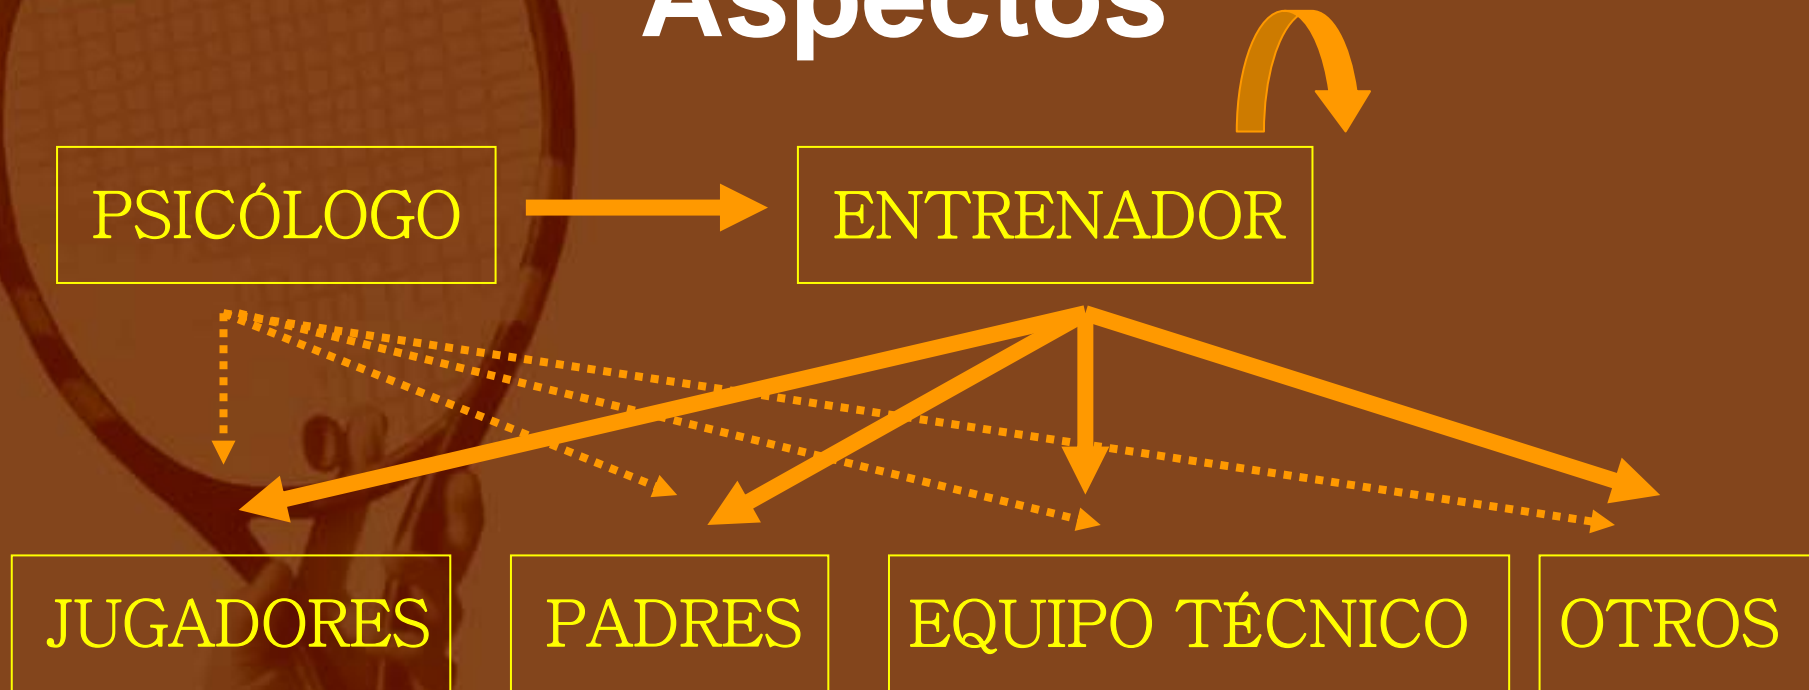 Aspectos
PSICÓLOGO
ENTRENADOR
JUGADORES
PADRES
EQUIPO TÉCNICO
OTROS